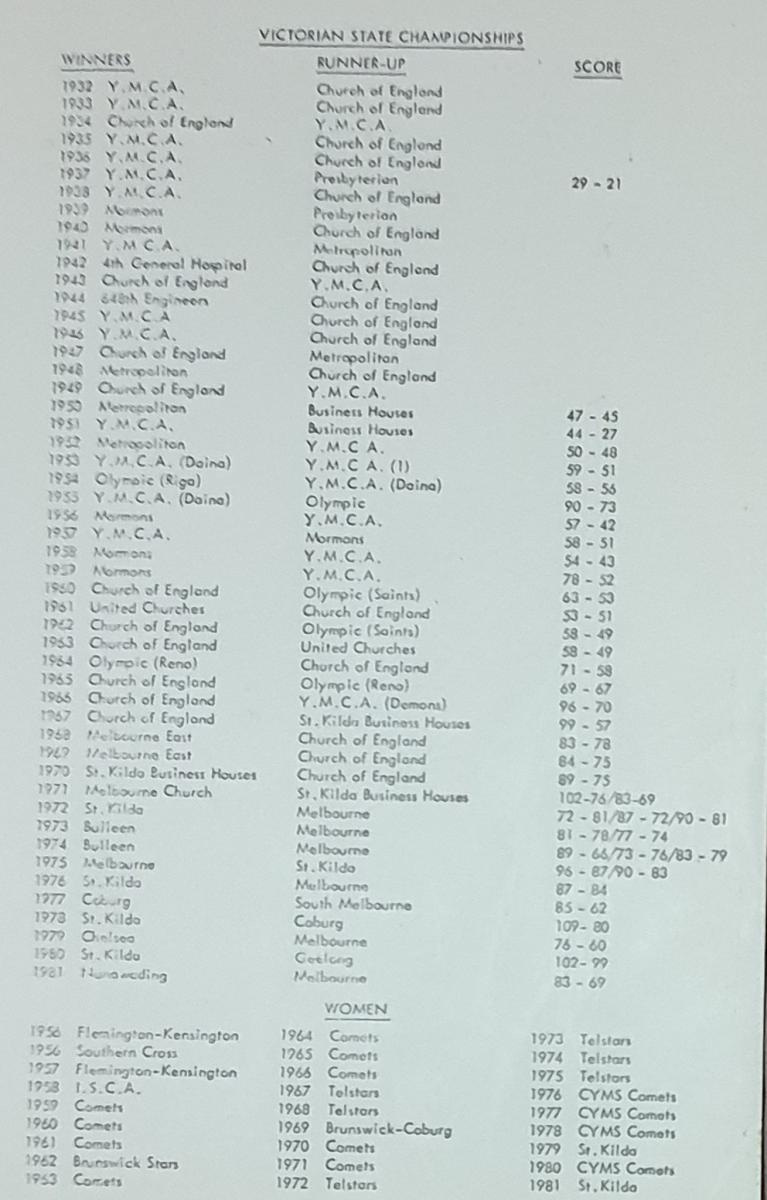 VICTORIAN STATE CHAMPIONSHIPS
WINNERS RUNNER-UP SCORE
1932 Y.M.C.A. Church of England
1933 Y.M.C.A. Church of England
1934 Church of England Y.M.C.A.
1935 Y.M.C.A. Church of England
1936 Y.M.C.A. Church of England
1937 Y.M.C.A. Presbyterian 29 - 21
1938 Y.M.C.A. Church of England
1939 Mormons Presbyterian
1940 Mormons Church of England
1941 Y.M C.A. Metropolitan
1942 4th General Hospital Church of England
1943 Church of England Y.M.C.A.
1944 648th Engineers Church of England
1945 Y.M.C.A Church of England
1946 Y.M.C.A. Church of England
1947 Church of England Metropolitan
1948 Metropolitan Church of England
1949 Church of England Y.M.C.A.
1950 Metropolitan Business Houses 47 - 45
1951 Y.M.C.A. Business Houses 44 - 27
1952 Metropolitan Y.M.C A. 50 - 48
1953 Y.M.C.A. (Daina) Y.M.C A. (1) 59 - 51
1954 Olympic (Riga) Y.M.C.A. (Daina) 58 - 56
1955 Y.M.C.A. (Daina) Olympic 90 - 73
1956 Mormons Y.M.C.A. 57 - 42
1957 Y.M.C.A. Mormons 58 - 51
1958 Mormons Y.M.C.A. 54 - 43
1959 Mormons Y.M.C.A. 78 - 52
1960 Church of England Olympic (Saints) 63 - 53
1961 United Churches Church of England 53 - 51
1962 Church of England Olympic (Saints) 58 - 49
1963 Church of England United Churches 58 - 49
1964 Olympic (Reno) Church of England 71 - 58
1965 Church of England Olympic (Reno) 69 - 67
1966 Church of England Y.M.C.A. (Demons) 96 - 70
1967 Church of England St. Kilda Business Houses 99 - 57
1968 Melbourne East Church of England 83 - 78
1969 Melbourne East Church of England 84 - 75
1970 St. Kilda Business Houses Church of England 89 - 75
1971 Melbourne Church St. Kilda Business Houses 102-76/83-69
1972 St. Kilda Melbourne 72 - 81/87 - 72/90 - 81
1973 Bulleen Melbourne 81 - 78/77 - 74
1974 Bulleen Melbourne 89 - 66/73 - 76/83 - 79
1975 Melbourne St. Kilda 96 - 87/90 - 83
1976 St. Kilda Melbourne 87 - 84
1977 Coburg South Melbourne 85 - 62
1978 St. Kilda Coburg 109- 80
1979 Chelsea Melbourne 76 - 60
1980 St. Kilda Geelong 102- 99
1981 Nunawading Melbourne 83 - 69
WOMEN
1956 Flemington-Kensington 1964 Comets 1973 Telstars
1956 Southern Cross 1965 Comets 1974 Telstars
1957 Flemington-Kensington 1966 Comets 1975 Telstars
1958 I.S.C.A. 1967 Telstars 1976 CYMS Comets
1959 Comets 1968 Telstars 1977 CYMS Comets
1960 Comets 1969 Brunswick-Coburg 1978 CYMS Comets
1961 Comets 1970 Comets 1979 St. Kilda
1962 Brunswick Stars 1971 Comets 1980 CYMS Comets
1963 Comets 1972 Telstars 1981 St. Kilda